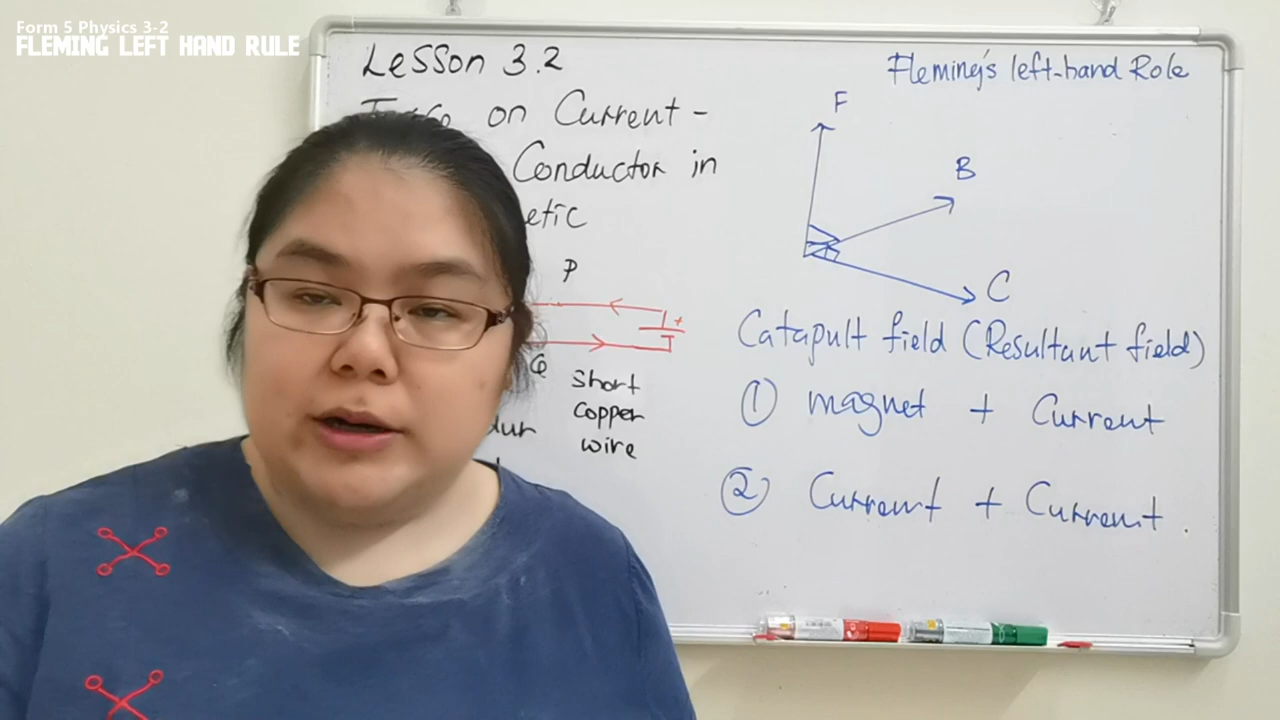 Form 5 Physics 3-2
FLEMING LEFT HAND RULE
Lesson 3.2
on Current-
Conductor in
etic
P
+
Q
short
copper
wire
Fleming's left-hand Role
F
B
C
Catapult field (Resultant field)
① magnet + Current
② Current + Current.